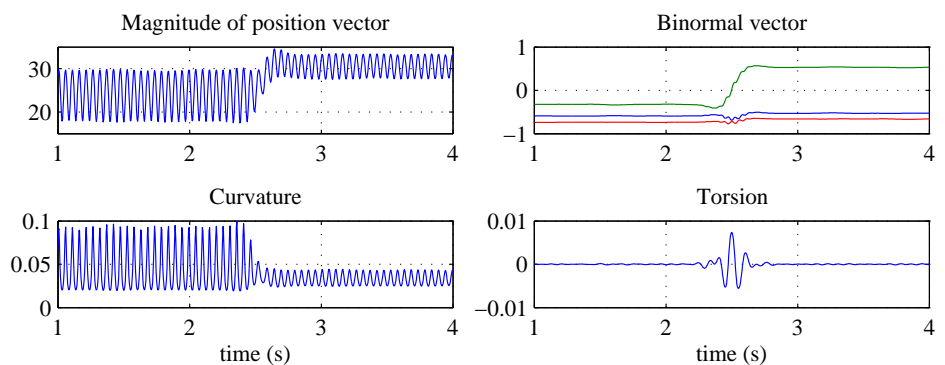 Magnitude of position vector
30
20
1 2 3 4
Binormal vector
1
0
−1
1 2 3 4
Curvature
0.1
0.05
0
1 2 3 4
time (s)
Torsion
0.01
0
−0.01
1 2 3 4
time (s)